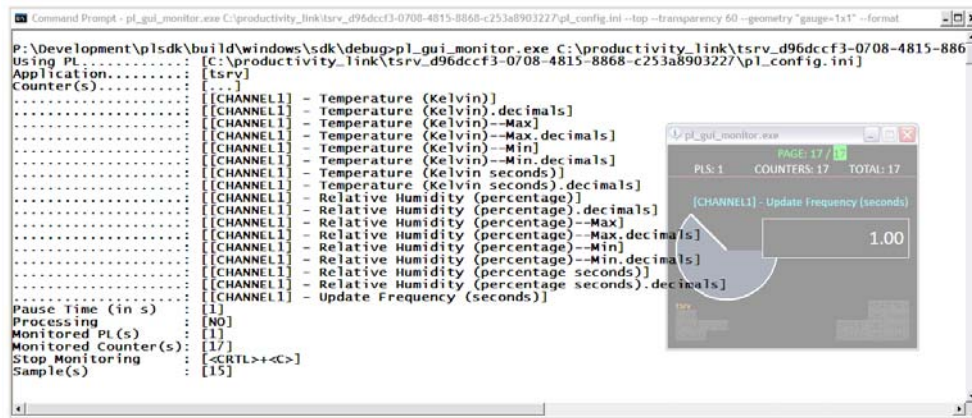 Command Prompt - pl_gui_monitor.exe C:\productivity_link\tsrv_d96dccf3-0708-4815-8868-c253a8903227\pl_config.ini --top --transparency 60 --geometry "gauge=1x1" --format
P:\Development\plsdk\build\windows\sdk\debug>pl_gui_monitor.exe C:\productivity_link\tsrv_d96dccf3-0708-4815-886
Using PL............: [C:\productivity_link\tsrv_d96dccf3-0708-4815-8868-c253a8903227\pl_config.ini]
Application.........: [tsrv]
Counter(s)..........: [...]
....................: [[CHANNEL1] - Temperature (Kelvin)]
....................: [[CHANNEL1] - Temperature (Kelvin).decimals]
....................: [[CHANNEL1] - Temperature (Kelvin)--Max]
....................: [[CHANNEL1] - Temperature (Kelvin)--Max.decimals]
....................: [[CHANNEL1] - Temperature (Kelvin)--Min]
....................: [[CHANNEL1] - Temperature (Kelvin)--Min.decimals]
....................: [[CHANNEL1] - Temperature (Kelvin seconds)]
....................: [[CHANNEL1] - Temperature (Kelvin seconds).decimals]
....................: [[CHANNEL1] - Relative Humidity (percentage)]
....................: [[CHANNEL1] - Relative Humidity (percentage).decimals]
....................: [[CHANNEL1] - Relative Humidity (percentage)--Max]
....................: [[CHANNEL1] - Relative Humidity (percentage)--Max.decimals]
....................: [[CHANNEL1] - Relative Humidity (percentage)--Min]
....................: [[CHANNEL1] - Relative Humidity (percentage)--Min.decimals]
....................: [[CHANNEL1] - Relative Humidity (percentage seconds)]
....................: [[CHANNEL1] - Relative Humidity (percentage seconds).decimals]
....................: [[CHANNEL1] - Update Frequency (seconds)]
Pause Time (in s)   : [1]
Processing          : [NO]
Monitored PL(s)     : [1]
Monitored Counter(s): [17]
Stop Monitoring     : [<CRTL>+<C>]
Sample(s)           : [15]
pl_gui_monitor.exe
PAGE: 17 / 17
PLS: 1 COUNTERS: 17 TOTAL: 17
[CHANNEL1] - Update Frequency (seconds)
1.00